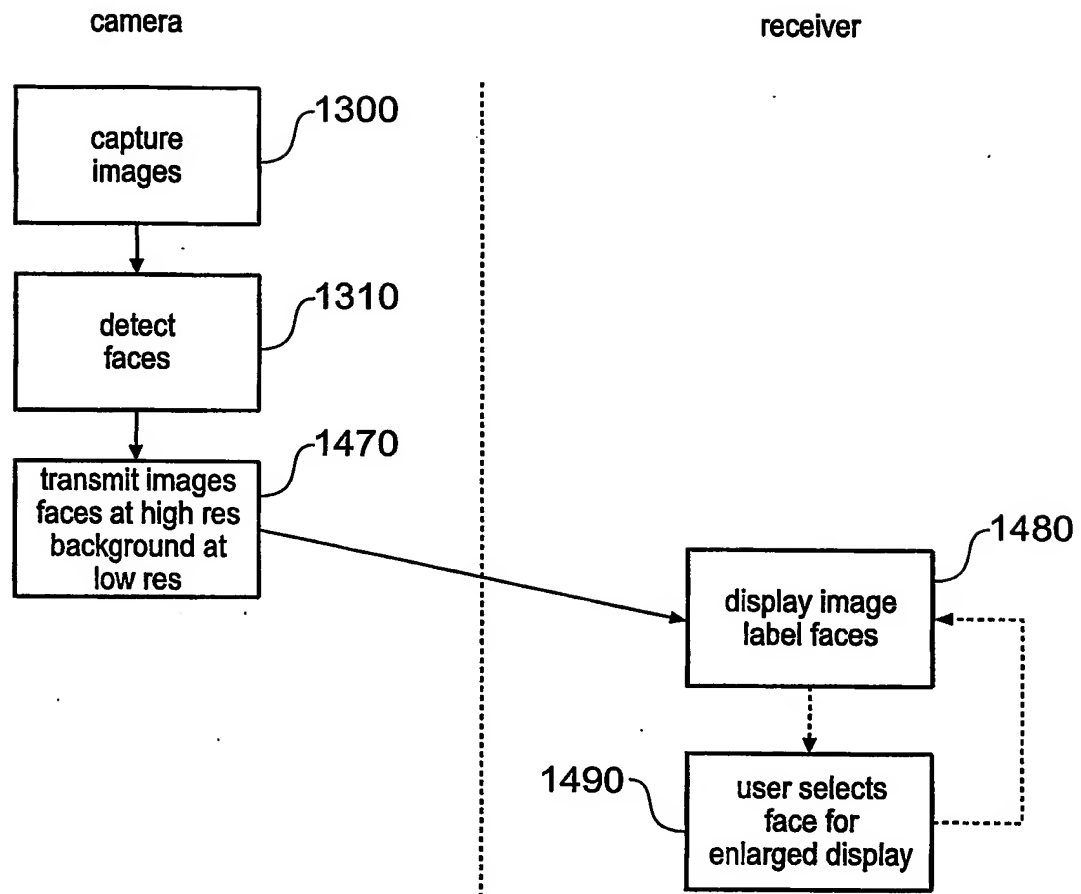 camera
receiver
capture
images
1300
detect
faces
1310
transmit images
faces at high res
background at
low res
1470
display image
label faces
1480
user selects
face for
enlarged display
1490